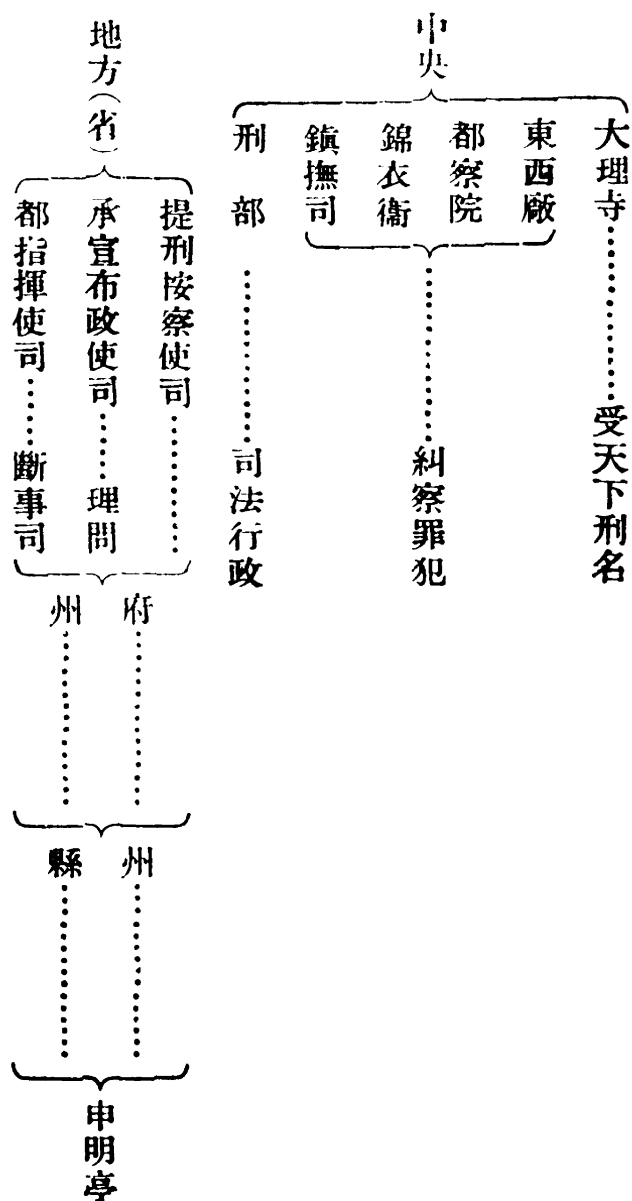 中央
大理寺……受天下刑名
東西廠
都察院
錦衣衞
鎮撫司
……糾察罪犯
刑部……司法行政
地方(省)
提刑按察使司……
承宣布政使司……理問
都指揮使司……斷事司
府……
州……
州……
縣……
申明亭